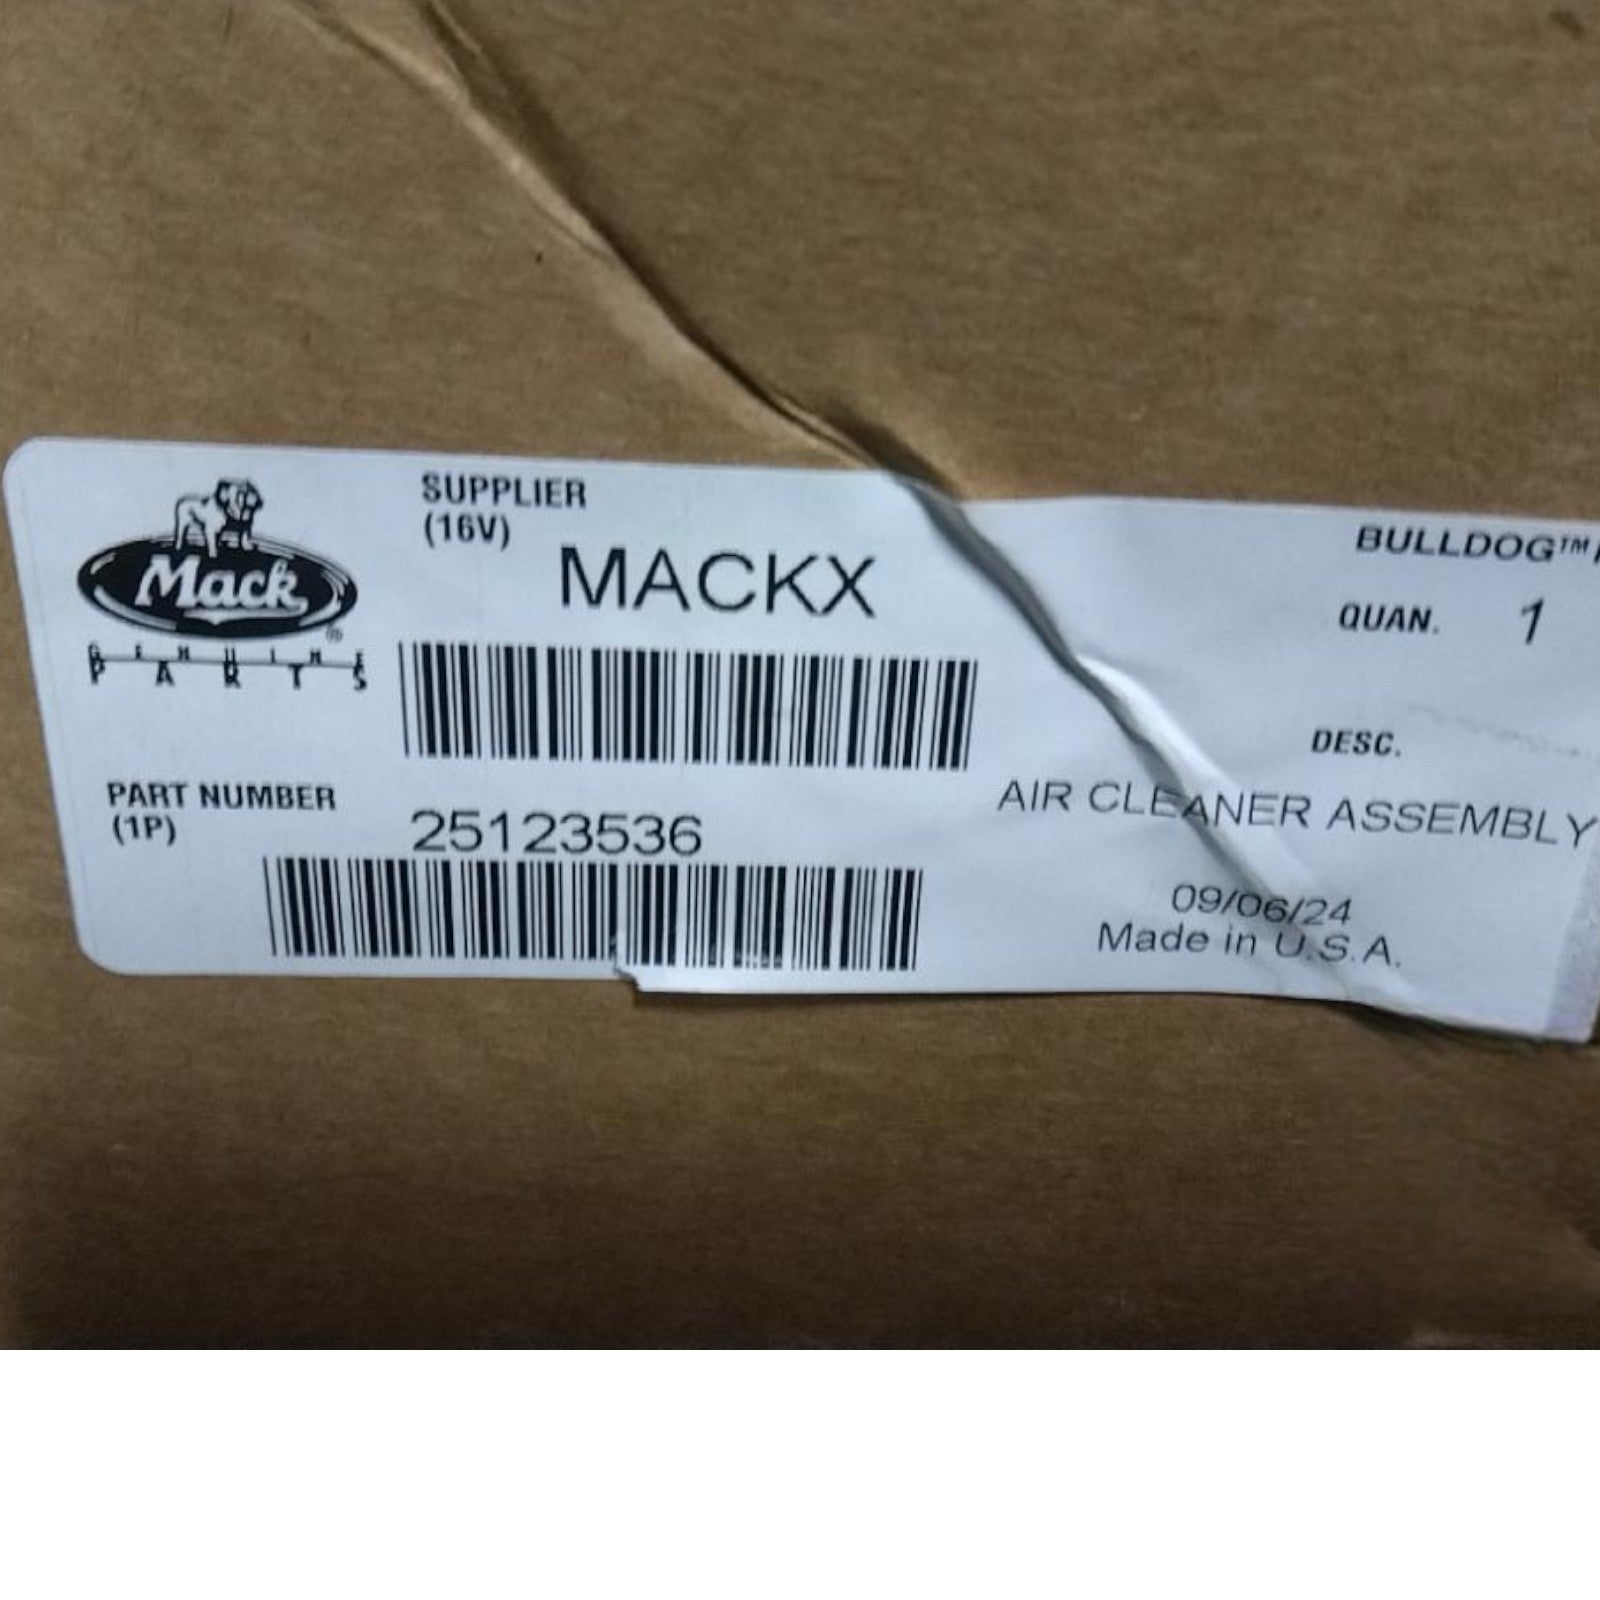 Mack
®
GENUINE
PARTS
SUPPLIER
(16V)
MACKX
BULLDOG™
QUAN. 1
DESC.
AIR CLEANER ASSEMBLY
PART NUMBER
(1P)
25123536
09/06/24
Made in U.S.A.